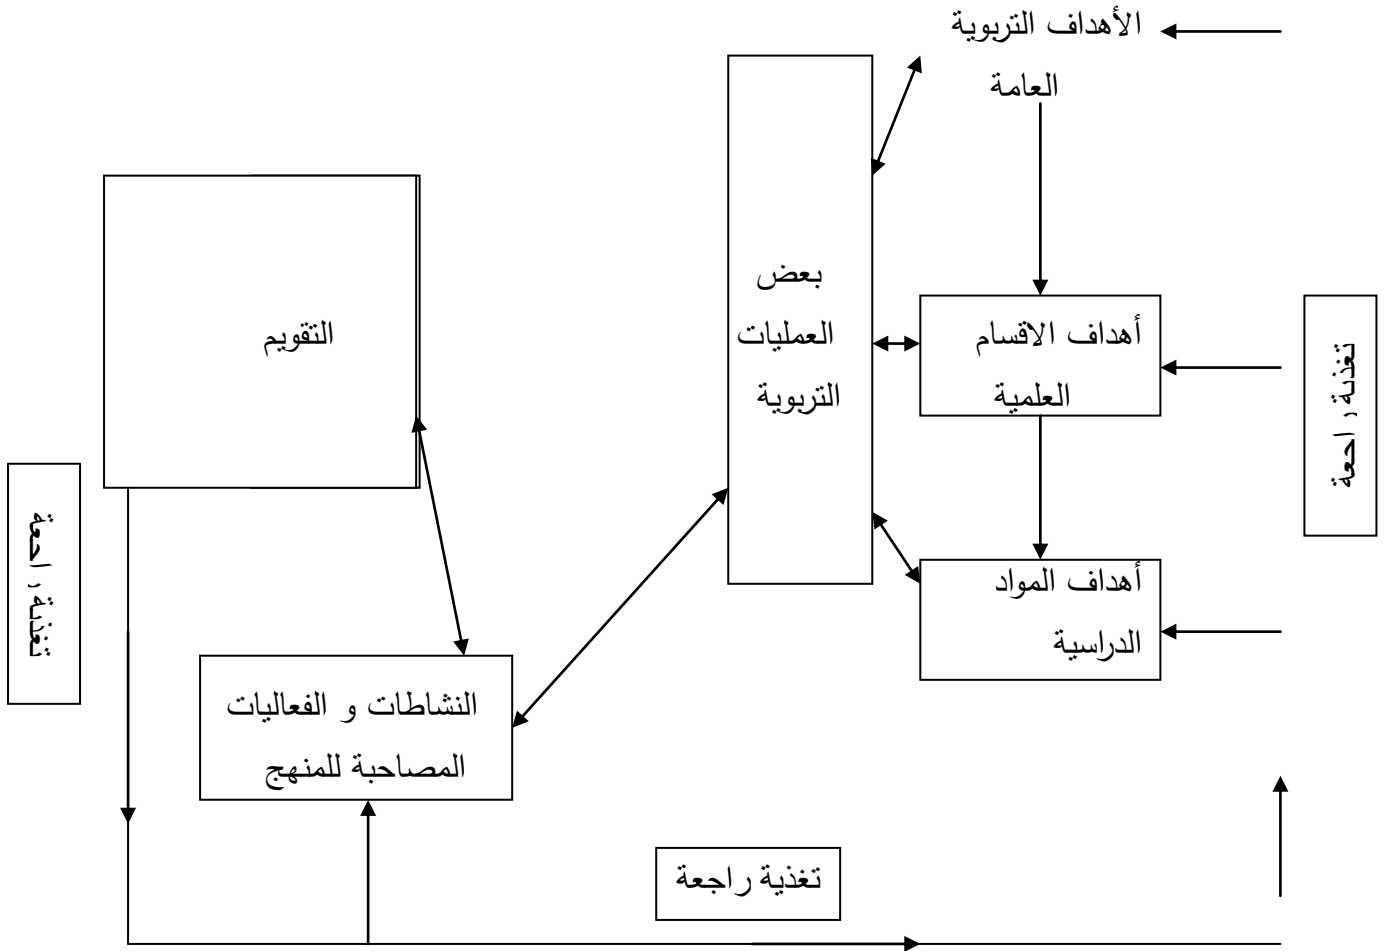 الأهداف التربوية
العامة
بعض
العمليات
التربوية
التقويم
أهداف الاقسام
العلمية
تغذية راجعة
أهداف المواد
الدراسية
تغذية راجعة
النشاطات و الفعاليات
المصاحبة للمنهج
تغذية راجعة